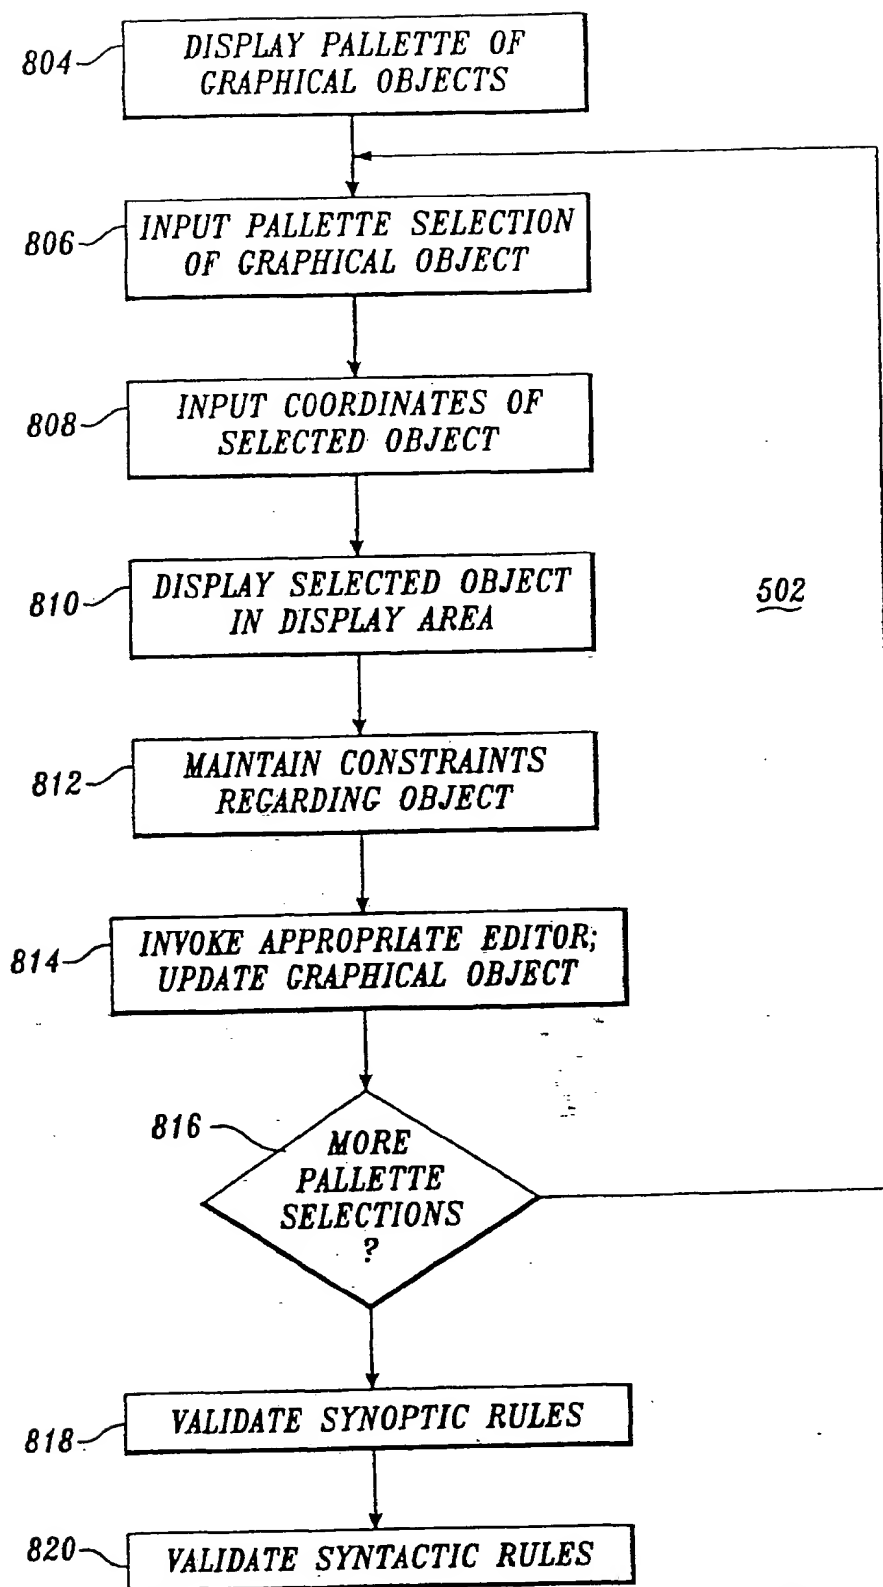 804
DISPLAY PALLETTE OF
GRAPHICAL OBJECTS
806
INPUT PALLETTE SELECTION
OF GRAPHICAL OBJECT
808
INPUT COORDINATES OF
SELECTED OBJECT
810
DISPLAY SELECTED OBJECT
IN DISPLAY AREA
502
812
MAINTAIN CONSTRAINTS
REGARDING OBJECT
814
INVOKE APPROPRIATE EDITOR;
UPDATE GRAPHICAL OBJECT
816
MORE
PALLETTE
SELECTIONS
?
818
VALIDATE SYNOPTIC RULES
820
VALIDATE SYNTACTIC RULES